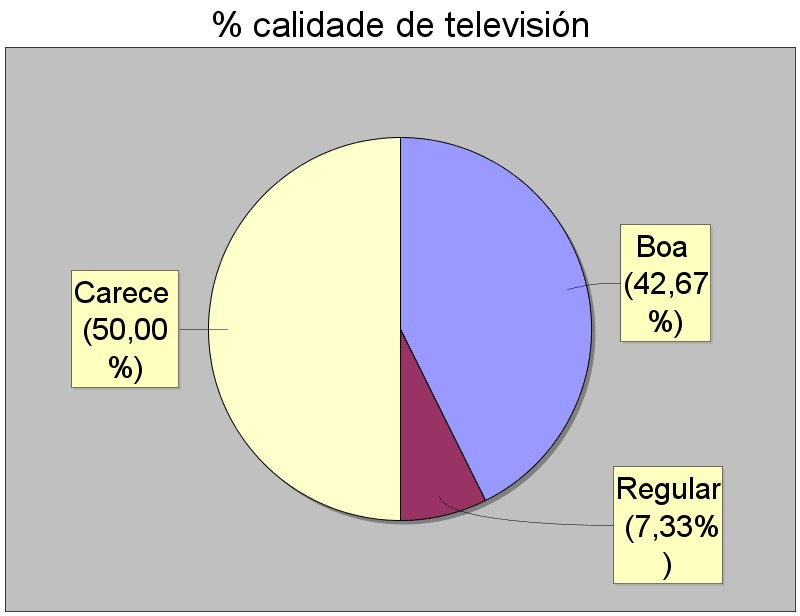 % calidade de televisión
Boa
(42,67
%)
Carece
(50,00
%)
Regular
(7,33%
)